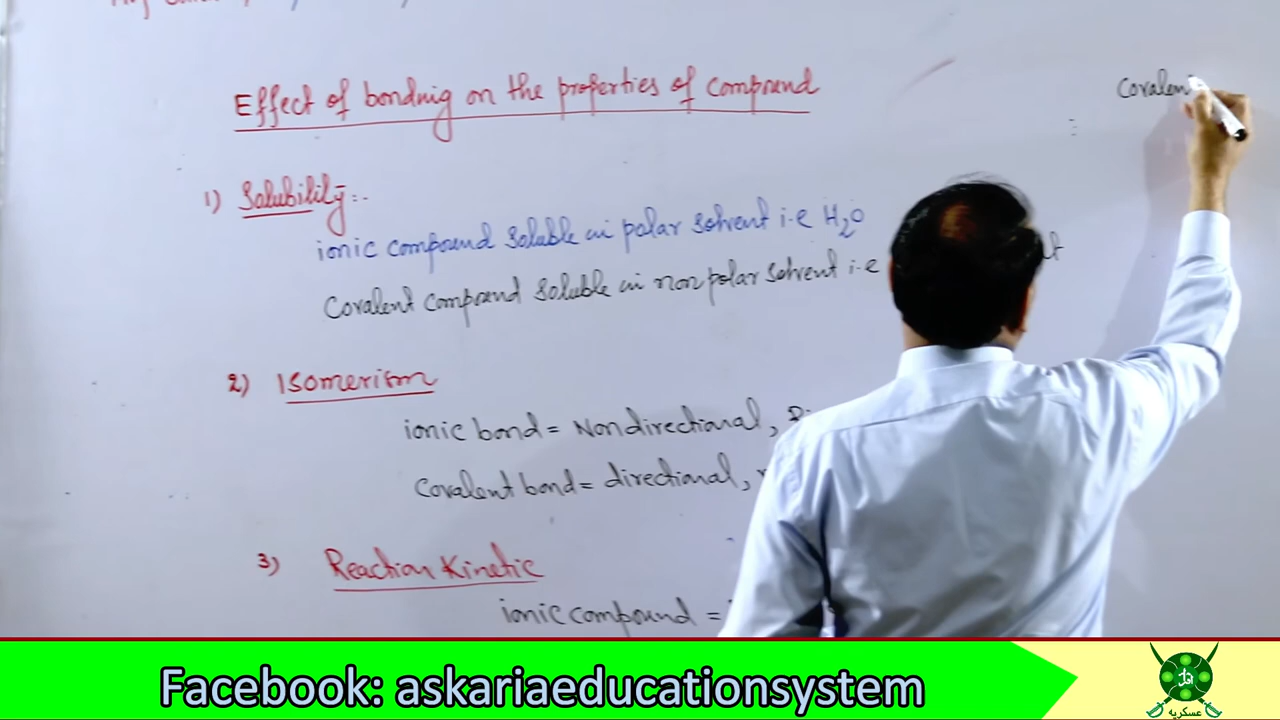 Effect of bonding on the properties of compound
Covalen
1) Solubility:-
ionic compound soluble in polar solvent i.e H₂O
Covalent compound soluble in non polar solvent i.e
2) Isomerism
ionic bond = Nondirectional,
Covalent bond = directional,
3) Reaction Kinetic
ionic compound =
Facebook: askariaeducationsystem
عسکریہ